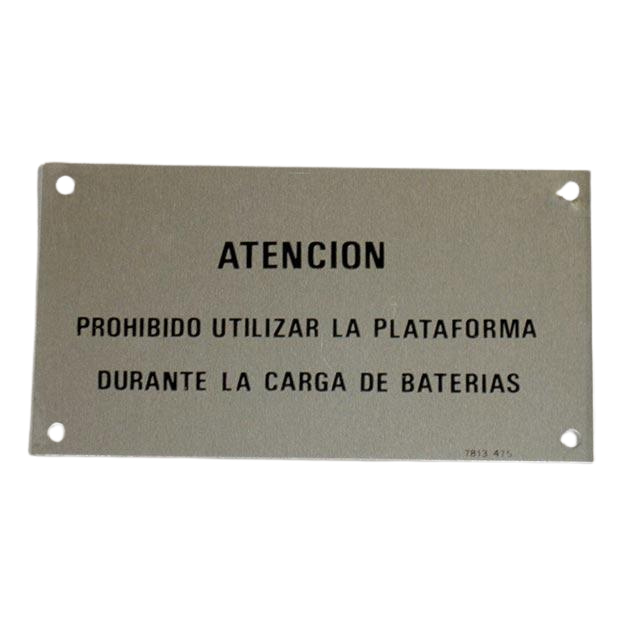 ATENCION
PROHIBIDO UTILIZAR LA PLATAFORMA
DURANTE LA CARGA DE BATERIAS
7813 475